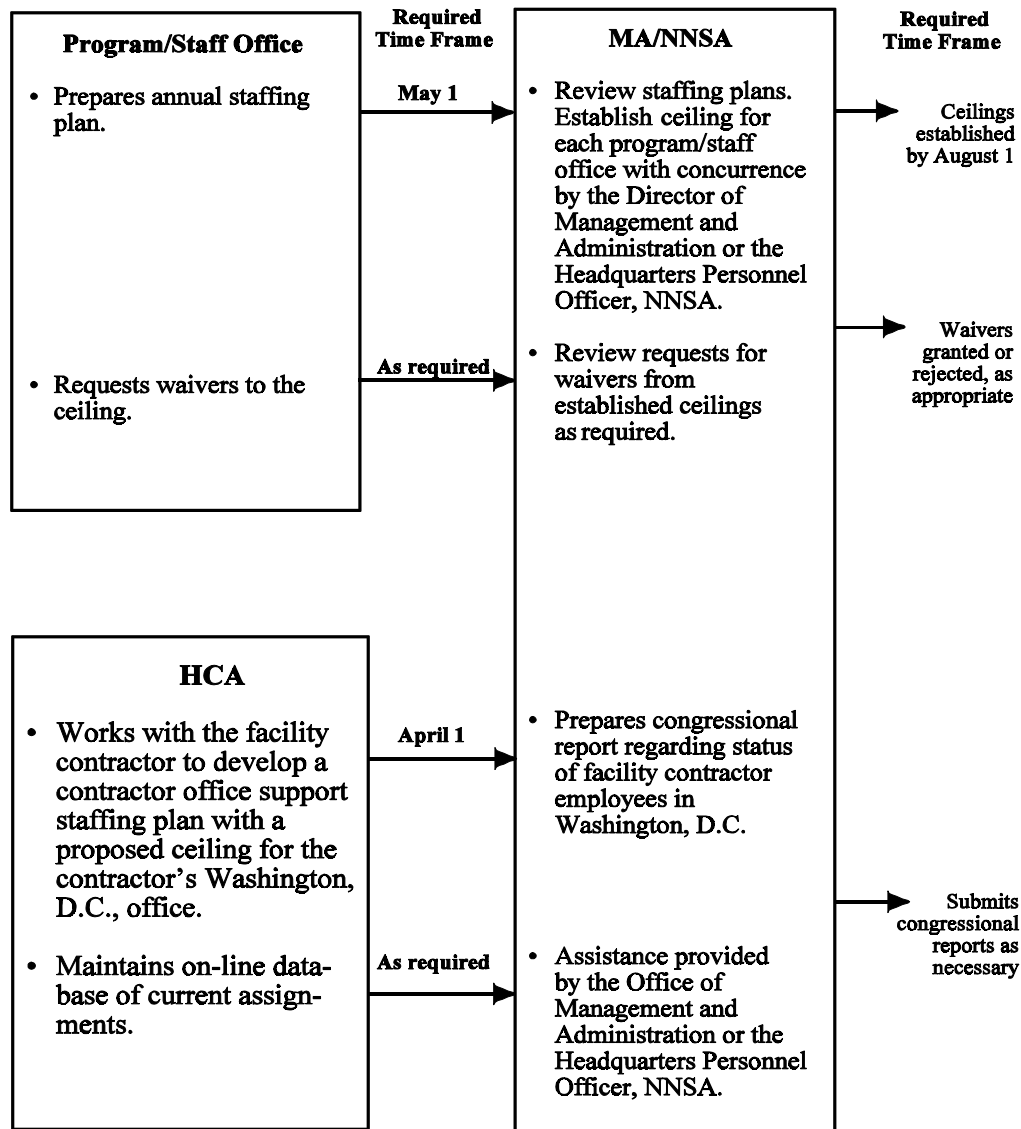 Program/Staff Office
• Prepares annual staffing
plan.
• Requests waivers to the
ceiling.
Required
Time Frame
May 1
As required
MA/NNSA
• Review staffing plans.
Establish ceiling for
each program/staff
office with concurrence
by the Director of
Management and
Administration or the
Headquarters Personnel
Officer, NNSA.
• Review requests for
waivers from
established ceilings
as required.
Required
Time Frame
Ceilings
established
by August 1
Waivers
granted or
rejected, as
appropriate
HCA
• Works with the facility
contractor to develop a
contractor office support
staffing plan with a
proposed ceiling for the
contractor’s Washington,
D.C., office.
• Maintains on-line data-
base of current assign-
ments.
April 1
As required
• Prepares congressional
report regarding status
of facility contractor
employees in
Washington, D.C.
• Assistance provided
by the Office of
Management and
Administration or the
Headquarters Personnel
Officer, NNSA.
Submits
congressional
reports as
necessary